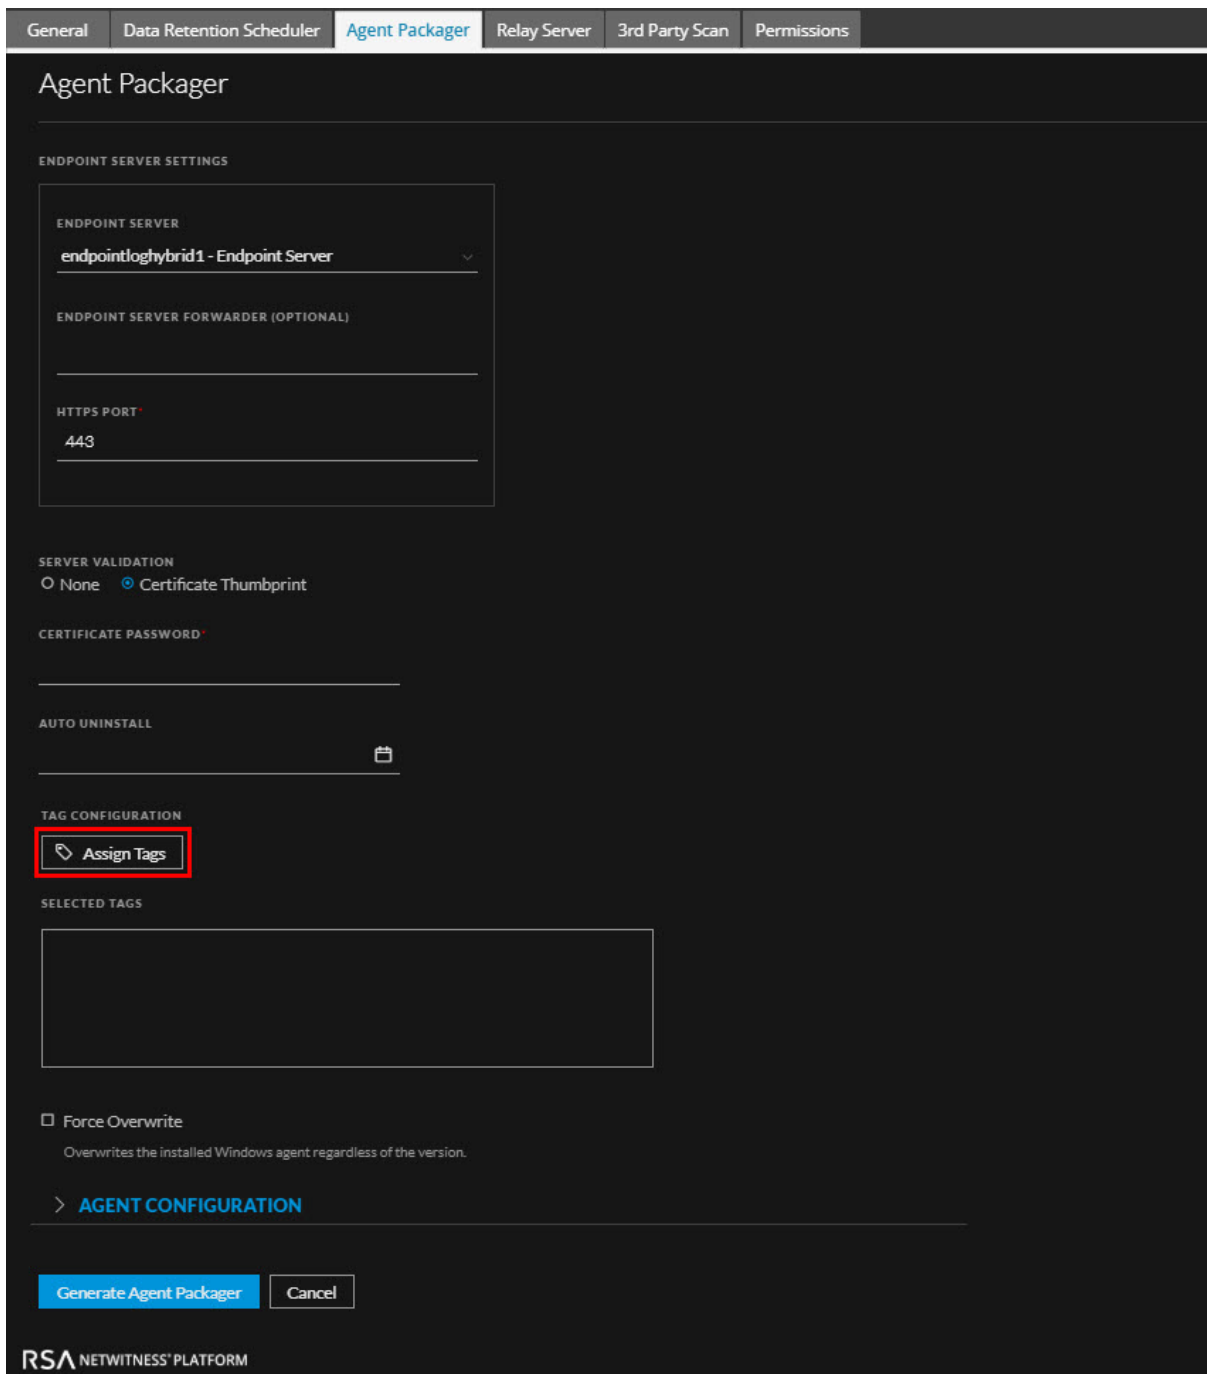 General Data Retention Scheduler Agent Packager Relay Server 3rd Party Scan Permissions
Agent Packager
ENDPOINT SERVER SETTINGS
ENDPOINT SERVER
endpointloghybrid1 - Endpoint Server
ENDPOINT SERVER FORWARDER (OPTIONAL)
HTTPS PORT*
443
SERVER VALIDATION
None Certificate Thumbprint
CERTIFICATE PASSWORD*
AUTO UNINSTALL
TAG CONFIGURATION
Assign Tags
SELECTED TAGS
Force Overwrite
Overwrites the installed Windows agent regardless of the version.
AGENT CONFIGURATION
Generate Agent Packager Cancel
RSA NETWITNESS® PLATFORM